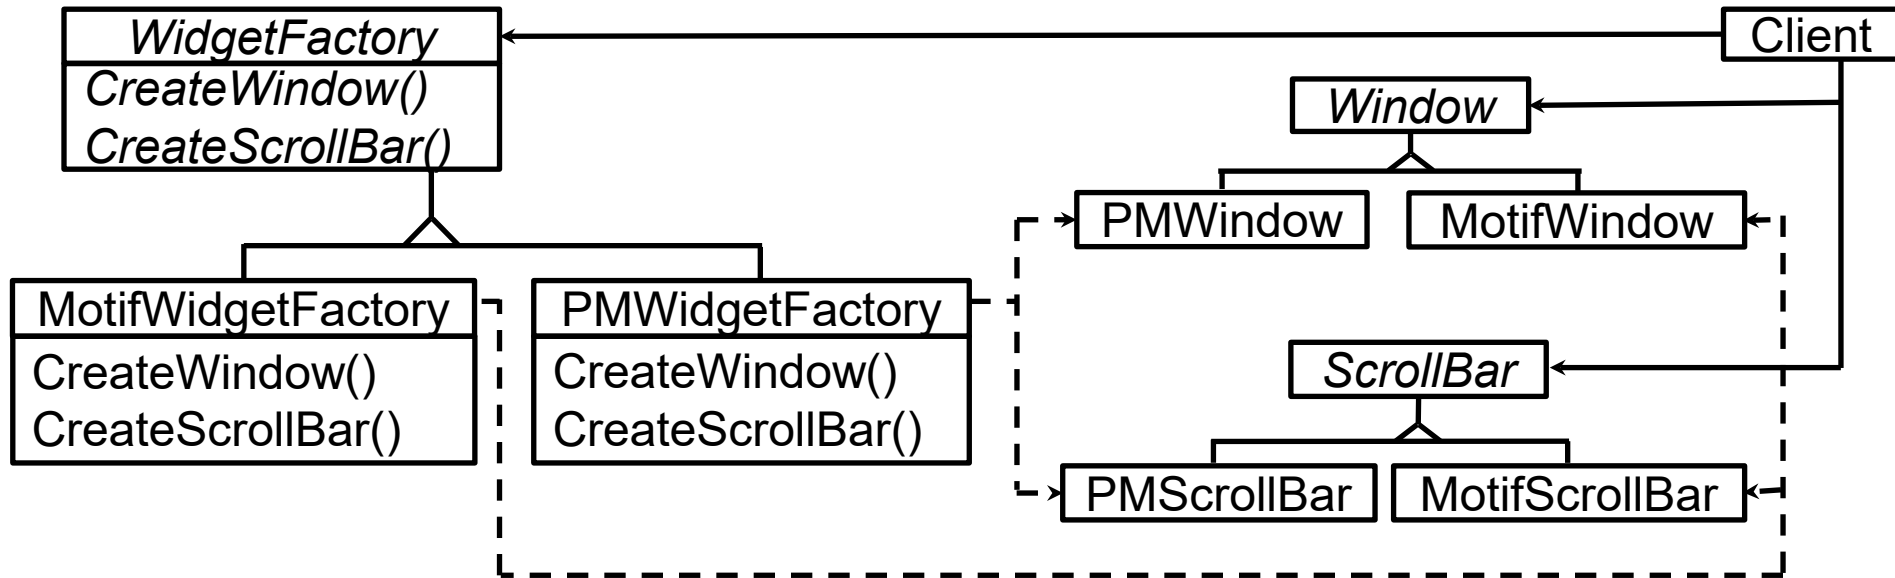 WidgetFactory
CreateWindow()
CreateScrollBar()
Client
Window
PMWindow
MotifWindow
MotifWidgetFactory
CreateWindow()
CreateScrollBar()
PMWidgetFactory
CreateWindow()
CreateScrollBar()
ScrollBar
PMScrollBar
MotifScrollBar